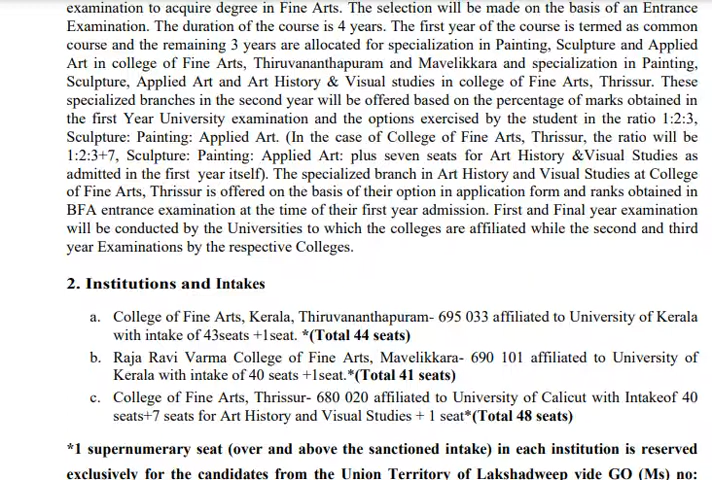 examination to acquire degree in Fine Arts. The selection will be made on the basis of an Entrance
Examination. The duration of the course is 4 years. The first year of the course is termed as common
course and the remaining 3 years are allocated for specialization in Painting, Sculpture and Applied
Art in college of Fine Arts, Thiruvananthapuram and Mavelikkara and specialization in Painting,
Sculpture, Applied Art and Art History & Visual studies in college of Fine Arts, Thrissur. These
specialized branches in the second year will be offered based on the percentage of marks obtained in
the first Year University examination and the options exercised by the student in the ratio 1:2:3,
Sculpture: Painting: Applied Art. (In the case of College of Fine Arts, Thrissur, the ratio will be
1:2:3+7, Sculpture: Painting: Applied Art: plus seven seats for Art History &Visual Studies as
admitted in the first year itself). The specialized branch in Art History and Visual Studies at College
of Fine Arts, Thrissur is offered on the basis of their option in application form and ranks obtained in
BFA entrance examination at the time of their first year admission. First and Final year examination
will be conducted by the Universities to which the colleges are affiliated while the second and third
year Examinations by the respective Colleges.
2. Institutions and Intakes
a. College of Fine Arts, Kerala, Thiruvananthapuram- 695 033 affiliated to University of Kerala
with intake of 43seats +1seat. *(Total 44 seats)
b. Raja Ravi Varma College of Fine Arts, Mavelikkara- 690 101 affiliated to University of
Kerala with intake of 40 seats +1seat.*(Total 41 seats)
c. College of Fine Arts, Thrissur- 680 020 affiliated to University of Calicut with Intakeof 40
seats+7 seats for Art History and Visual Studies + 1 seat*(Total 48 seats)
*1 supernumerary seat (over and above the sanctioned intake) in each institution is reserved
exclusively for the candidates from the Union Territory of Lakshadweep vide GO (Ms) no: